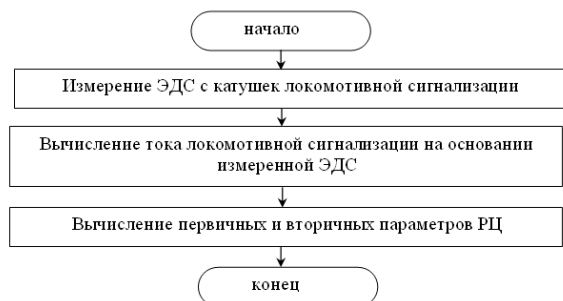 начало
Измерение ЭДС с катушек локомотивной сигнализации
Вычисление тока локомотивной сигнализации на основании
измеренной ЭДС
Вычисление первичных и вторичных параметров РЦ
конец